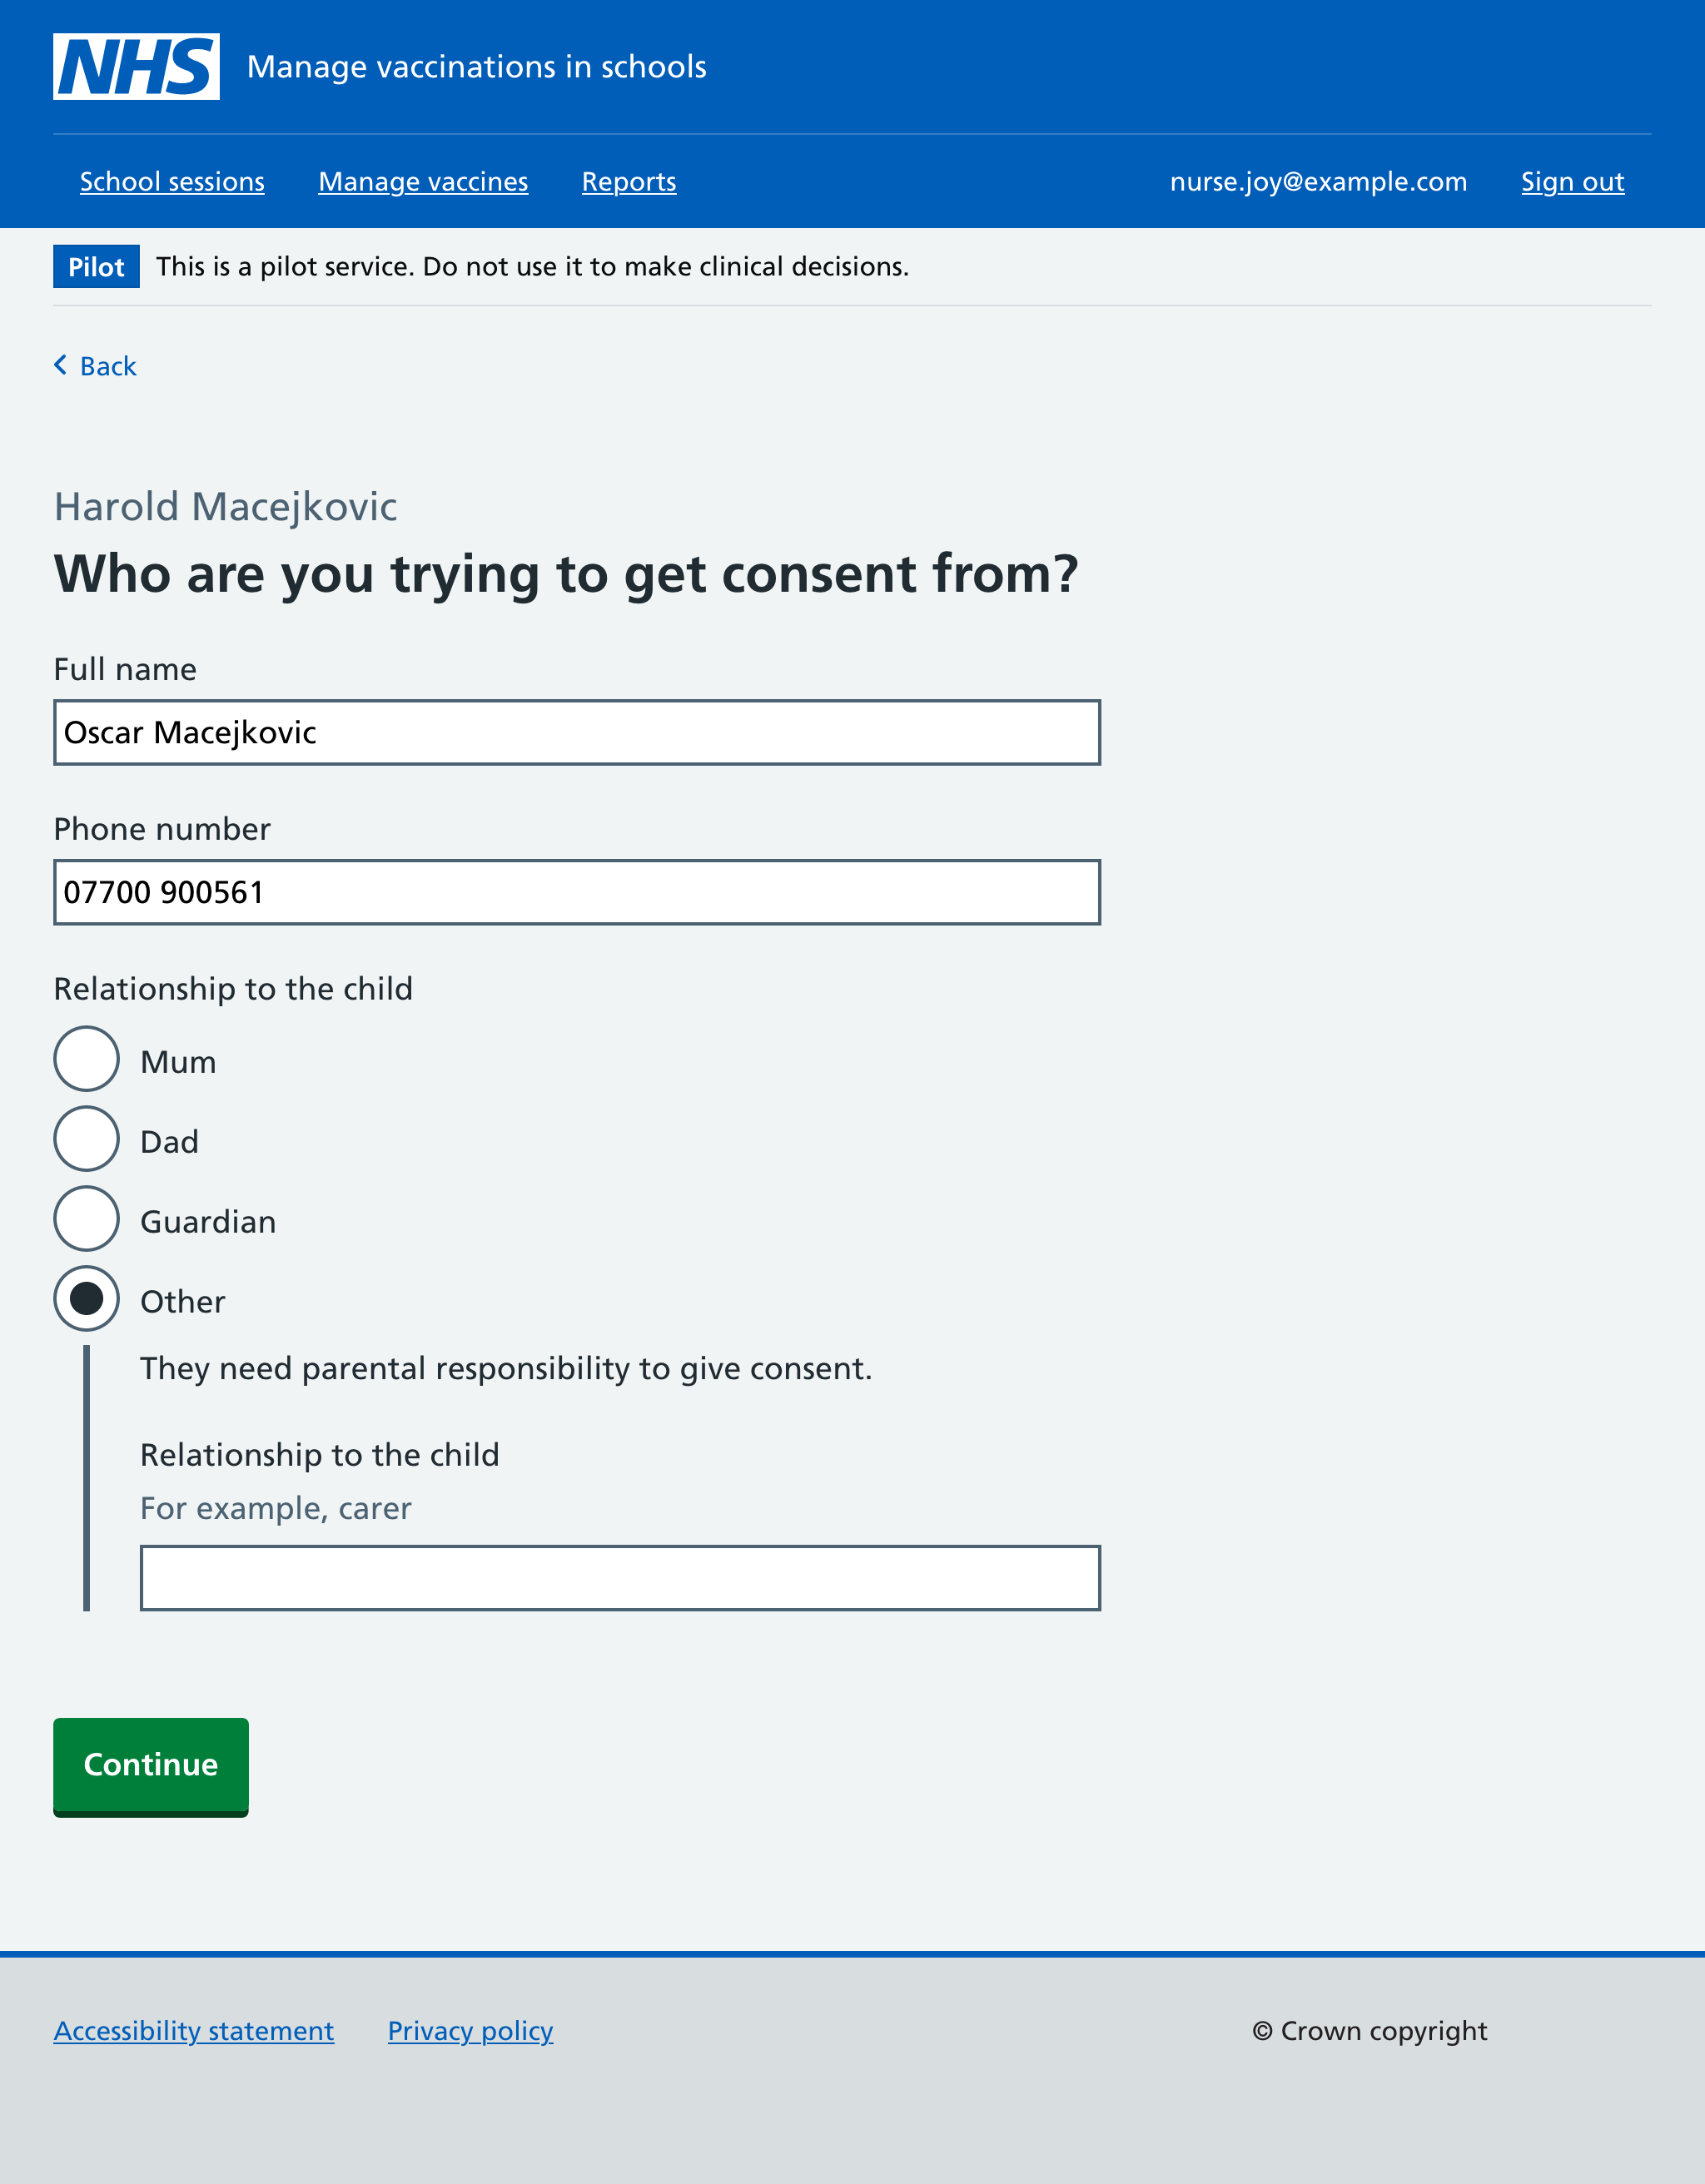 NHS Manage vaccinations in schools
School sessions Manage vaccines Reports nurse.joy@example.com Sign out
Pilot This is a pilot service. Do not use it to make clinical decisions.
Back
Harold Macejkovic
Who are you trying to get consent from?
Full name
Oscar Macejkovic
Phone number
07700 900561
Relationship to the child
Mum
Dad
Guardian
Other
They need parental responsibility to give consent.
Relationship to the child
For example, carer
Continue
Accessibility statement Privacy policy © Crown copyright